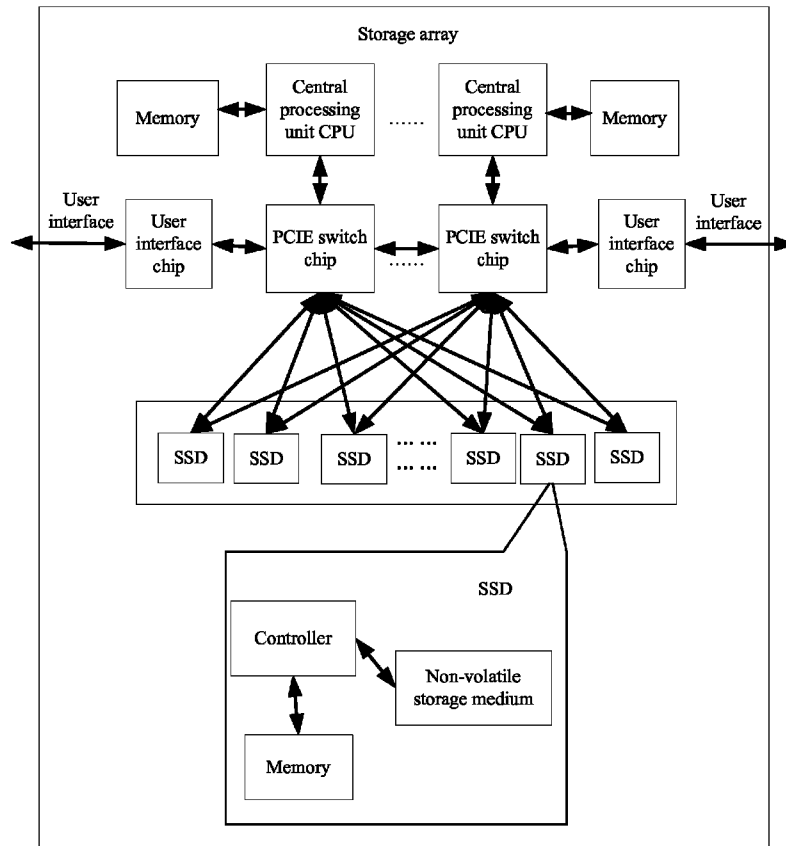 Storage array
Memory
Central
processing
unit CPU
......
Central
processing
unit CPU
Memory
User
interface
User
interface
chip
PCIE switch
chip
......
PCIE switch
chip
User
interface
chip
User
interface
SSD
SSD
SSD
... ...
... ...
SSD
SSD
SSD
SSD
Controller
Non-volatile
storage medium
Memory